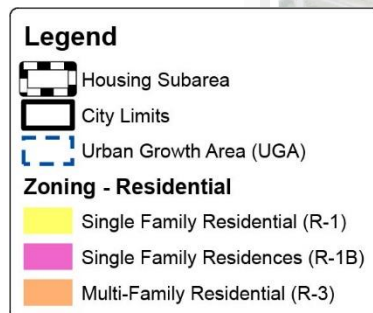 Legend
Housing Subarea
City Limits
Urban Growth Area (UGA)
Zoning - Residential
Single Family Residential (R-1)
Single Family Residences (R-1B)
Multi-Family Residential (R-3)